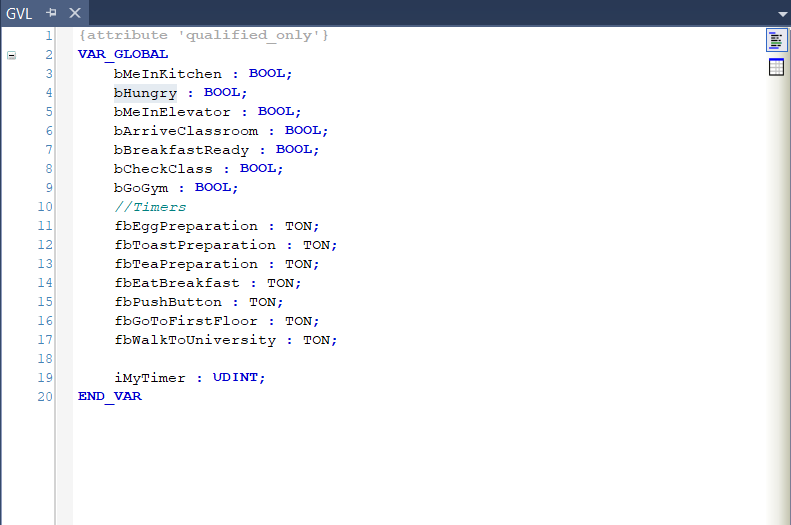 GVL
1 {attribute 'qualified_only'}
2 VAR_GLOBAL
3 bMeInKitchen : BOOL;
4 bHungry : BOOL;
5 bMeInElevator : BOOL;
6 bArriveClassroom : BOOL;
7 bBreakfastReady : BOOL;
8 bCheckClass : BOOL;
9 bGoGym : BOOL;
10 //Timers
11 fbEggPreparation : TON;
12 fbToastPreparation : TON;
13 fbTeaPreparation : TON;
14 fbEatBreakfast : TON;
15 fbPushButton : TON;
16 fbGoToFirstFloor : TON;
17 fbWalkToUniversity : TON;
18
19 iMyTimer : UDINT;
20 END_VAR